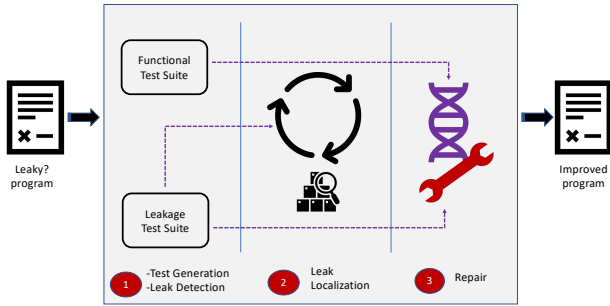 Functional
Test Suite
Leaky?
program
Improved
program
Leakage
Test Suite
1
-Test Generation
-Leak Detection
2
Leak
Localization
3
Repair